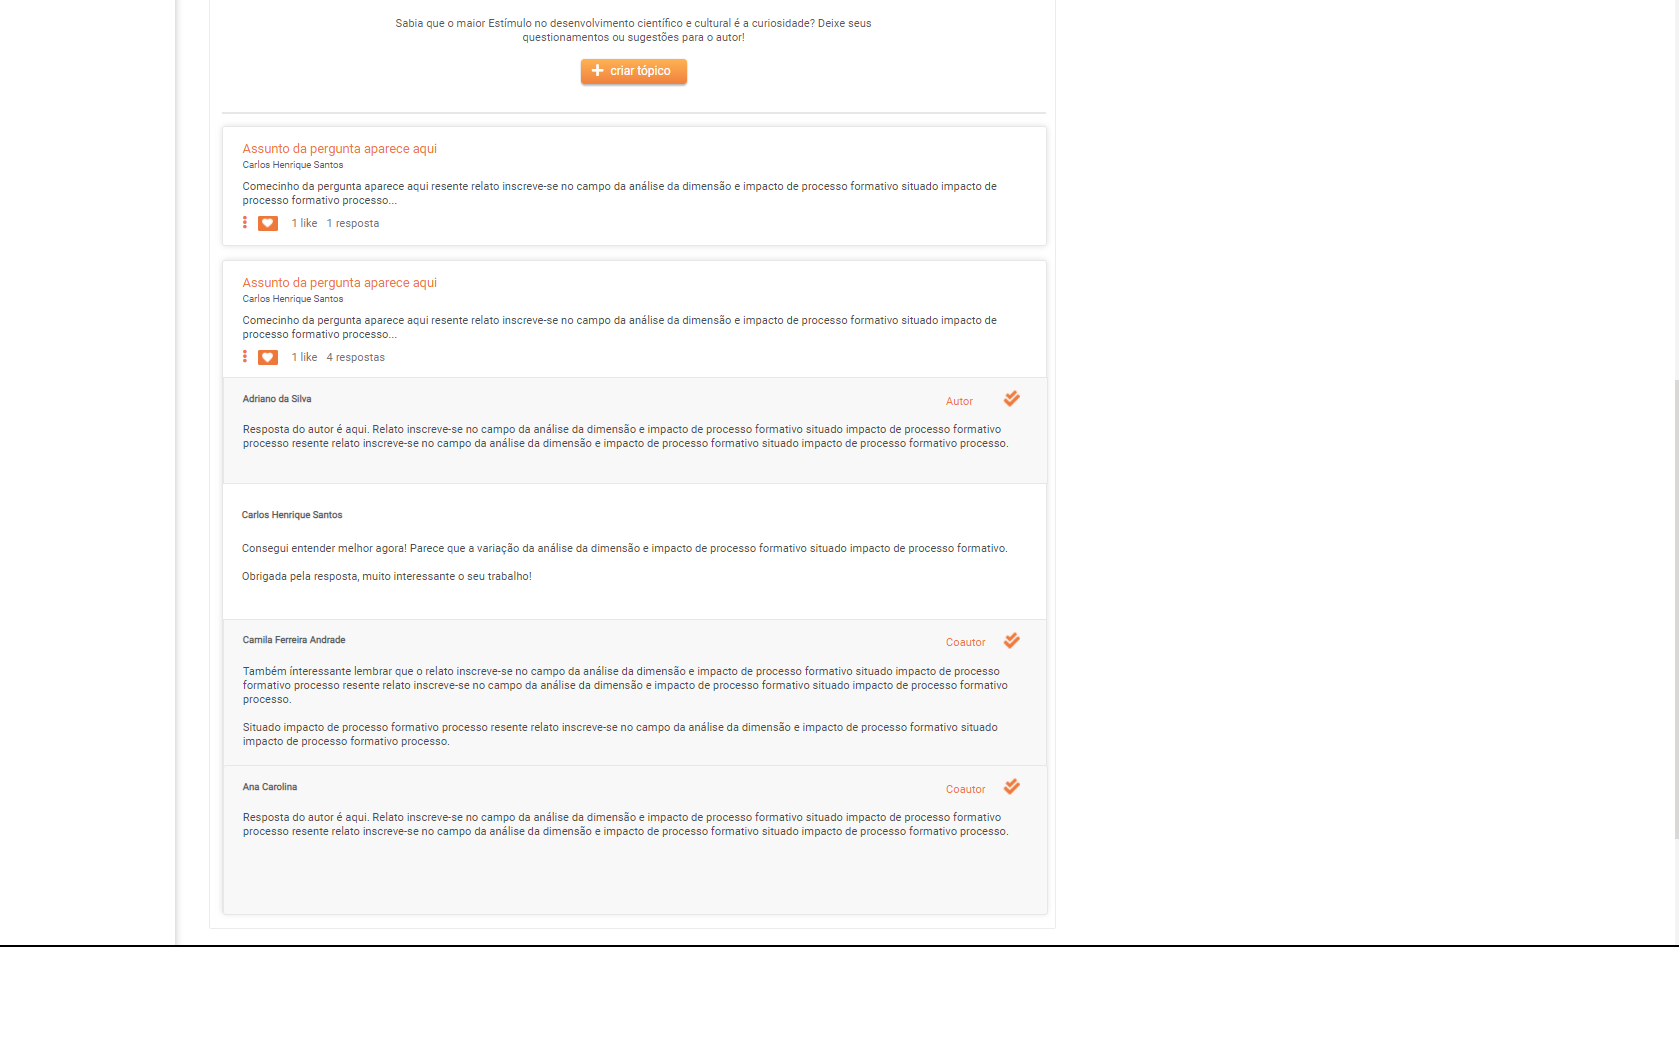 Sabia que o maior Estímulo no desenvolvimento científico e cultural é a curiosidade? Deixe seus
questionamentos ou sugestões para o autor!
criar tópico
Assunto da pergunta aparece aqui
Carlos Henrique Santos
Comecinho da pergunta aparece aqui resente relato inscreve-se no campo da análise da dimensão e impacto de processo formativo situado impacto de
processo formativo processo...
1 like 1 resposta
Assunto da pergunta aparece aqui
Carlos Henrique Santos
Comecinho da pergunta aparece aqui resente relato inscreve-se no campo da análise da dimensão e impacto de processo formativo situado impacto de
processo formativo processo...
1 like 4 respostas
Adriano da Silva
Autor
Resposta do autor é aqui. Relato inscreve-se no campo da análise da dimensão e impacto de processo formativo situado impacto de processo formativo
processo resente relato inscreve-se no campo da análise da dimensão e impacto de processo formativo situado impacto de processo formativo processo.
Carlos Henrique Santos
Consegui entender melhor agora! Parece que a variação da análise da dimensão e impacto de processo formativo situado impacto de processo formativo.
Obrigada pela resposta, muito interessante o seu trabalho!
Camila Ferreira Andrade
Coautor
Também ínteressante lembrar que o relato inscreve-se no campo da análise da dimensão e impacto de processo formativo situado impacto de processo
formativo processo resente relato inscreve-se no campo da análise da dimensão e impacto de processo formativo situado impacto de processo formativo
processo.
Situado impacto de processo formativo processo resente relato inscreve-se no campo da análise da dimensão e impacto de processo formativo situado
impacto de processo formativo processo.
Ana Carolina
Coautor
Resposta do autor é aqui. Relato inscreve-se no campo da análise da dimensão e impacto de processo formativo situado impacto de processo formativo
processo resente relato inscreve-se no campo da análise da dimensão e impacto de processo formativo situado impacto de processo formativo processo.